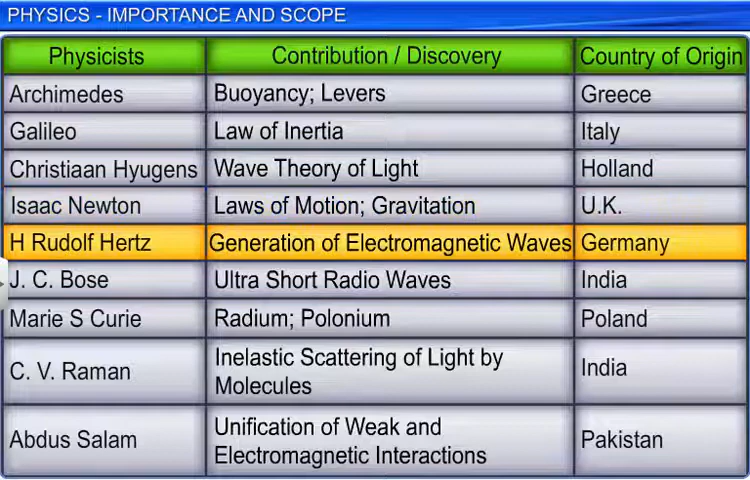 PHYSICS - IMPORTANCE AND SCOPE
Physicists Contribution / Discovery Country of Origin
Archimedes Buoyancy; Levers Greece
Galileo Law of Inertia Italy
Christiaan Hyugens Wave Theory of Light Holland
Isaac Newton Laws of Motion; Gravitation U.K.
H Rudolf Hertz Generation of Electromagnetic Waves Germany
J. C. Bose Ultra Short Radio Waves India
Marie S Curie Radium; Polonium Poland
C. V. Raman Inelastic Scattering of Light by
Molecules India
Abdus Salam Unification of Weak and
Electromagnetic Interactions Pakistan